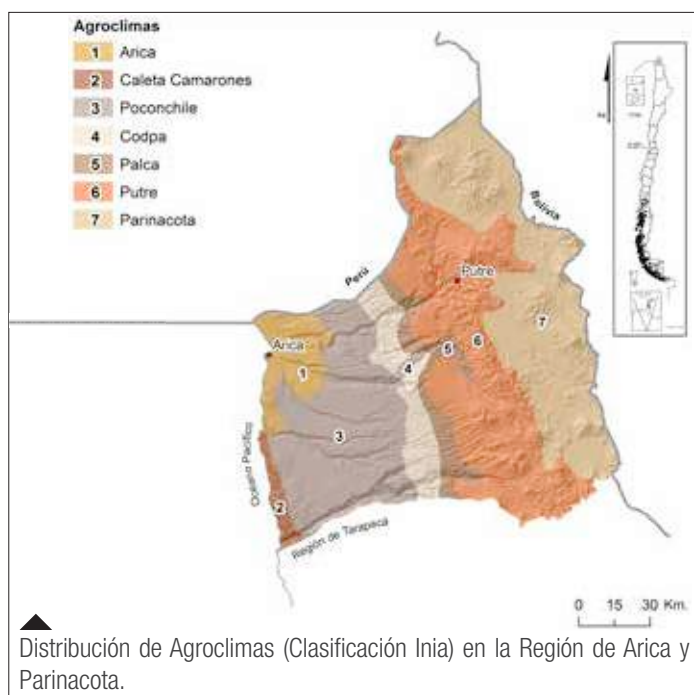 Agroclimas
1 Arica
2 Caleta Camarones
3 Poconchile
4 Codpa
5 Palca
6 Putre
7 Parinacota
Bolivia
Perú
Putre
7
Arica
5 6
4
1
3
Océano Pacífico
2
Región de Tarapacá
0 15 30 Km.
Distribución de Agroclimas (Clasificación Inia) en la Región de Arica y
Parinacota.